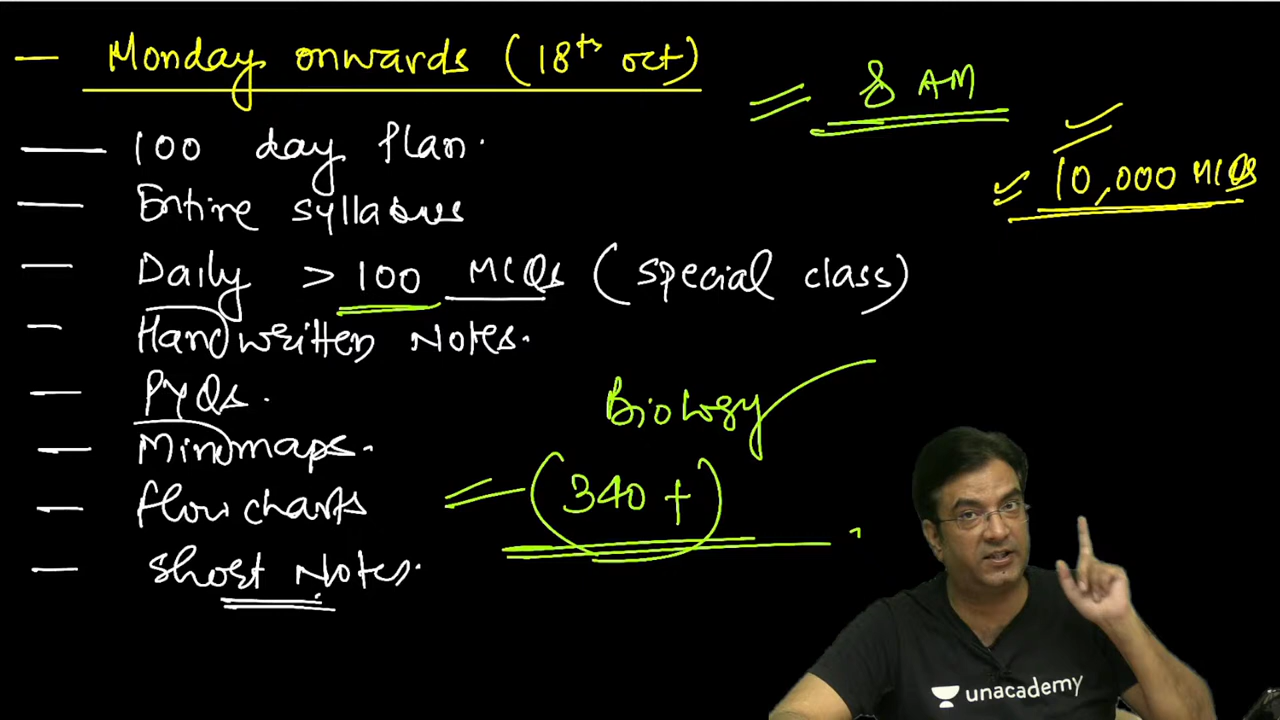 — Monday onwards (18th oct)
= 8 AM
10,000 MCQs
— 100 day Plan.
— Entire syllabus
— Daily > 100 MCQs (special class)
— Handwritten Notes.
— PYQs.
Biology
— Mindmaps.
— flowcharts
= (340 +)
— Short Notes.
unacademy